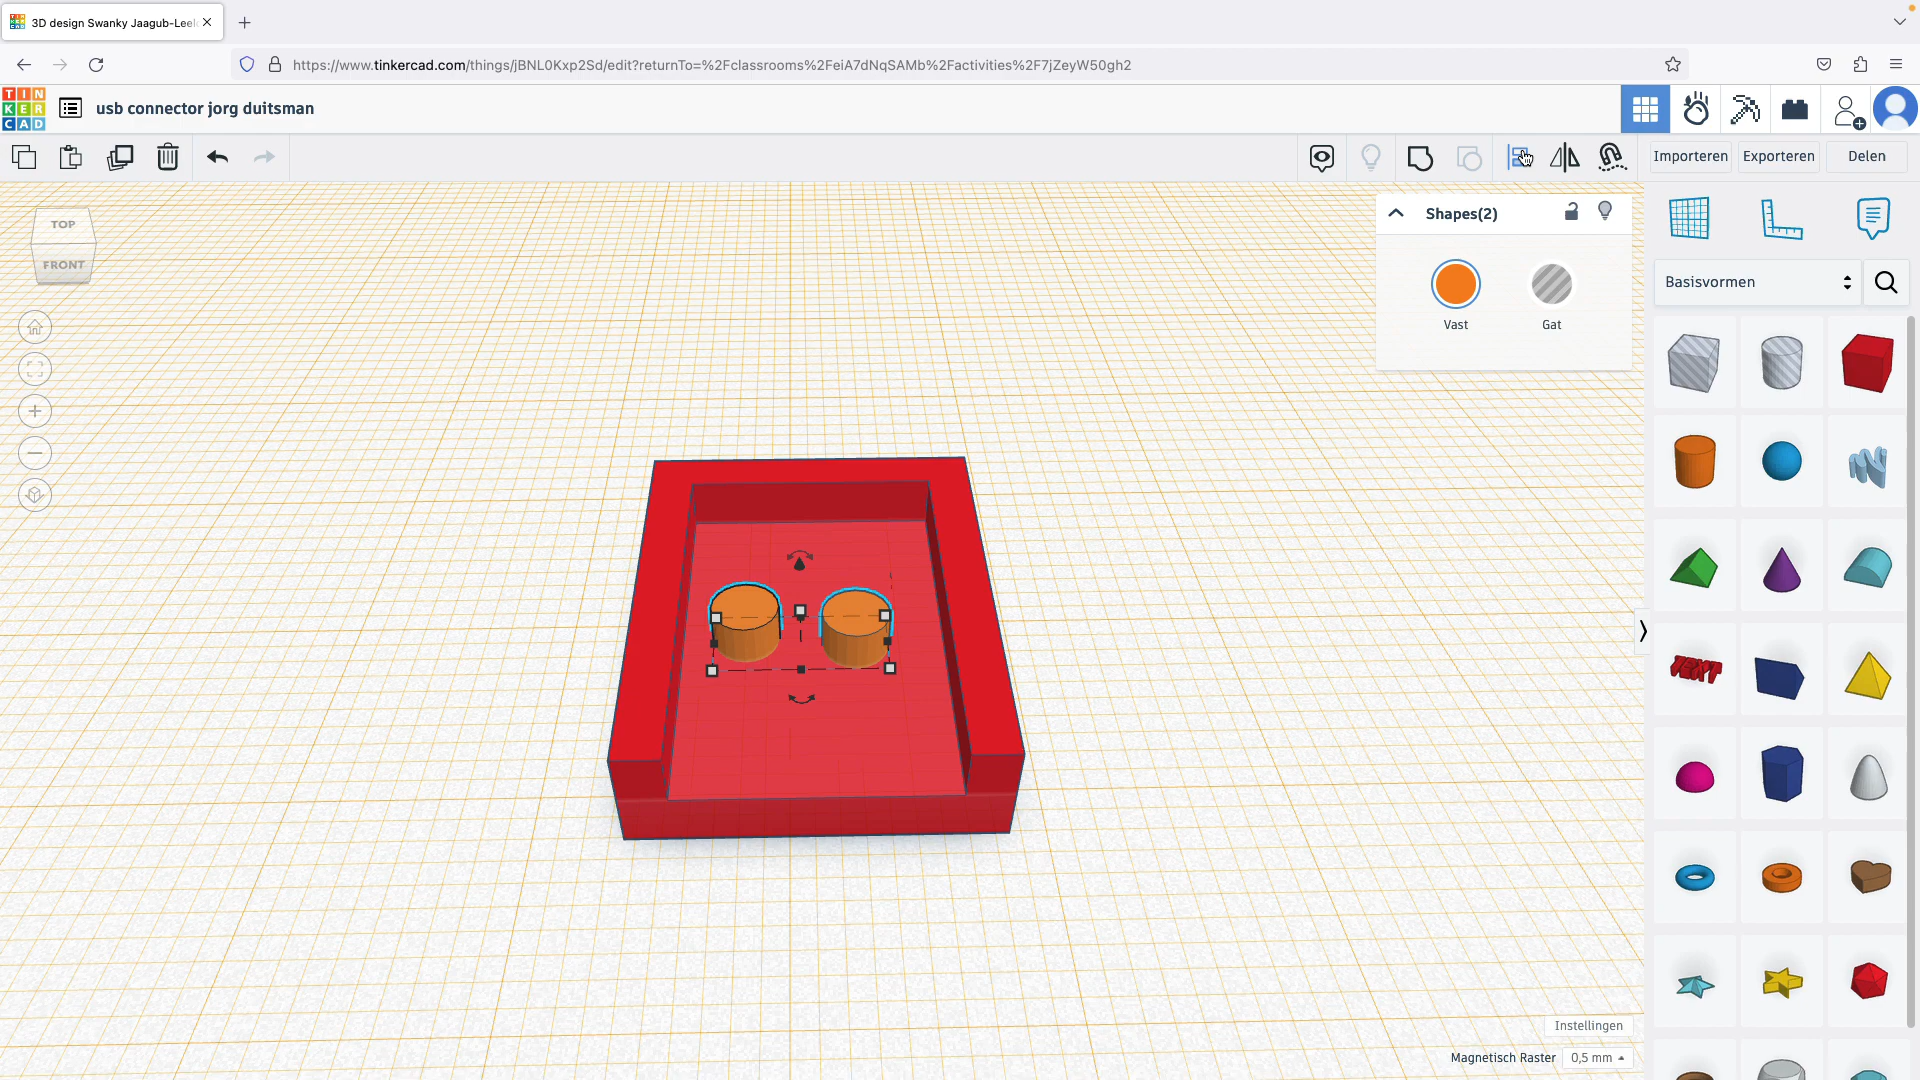 3D design Swanky Jaagub-Leel
https://www.tinkercad.com/things/jBNL0Kxp2Sd/edit?returnTo=%2Fclassrooms%2FeiA7dNqSAMb%2Factivities%2F7jZeyW50gh2
TIN
KER
CAD
usb connector jorg duitsman
Importeren
Exporteren
Delen
TOP
FRONT
Shapes(2)
Vast
Gat
Basisvormen
TEXT
Instellingen
Magnetisch Raster
0,5 mm